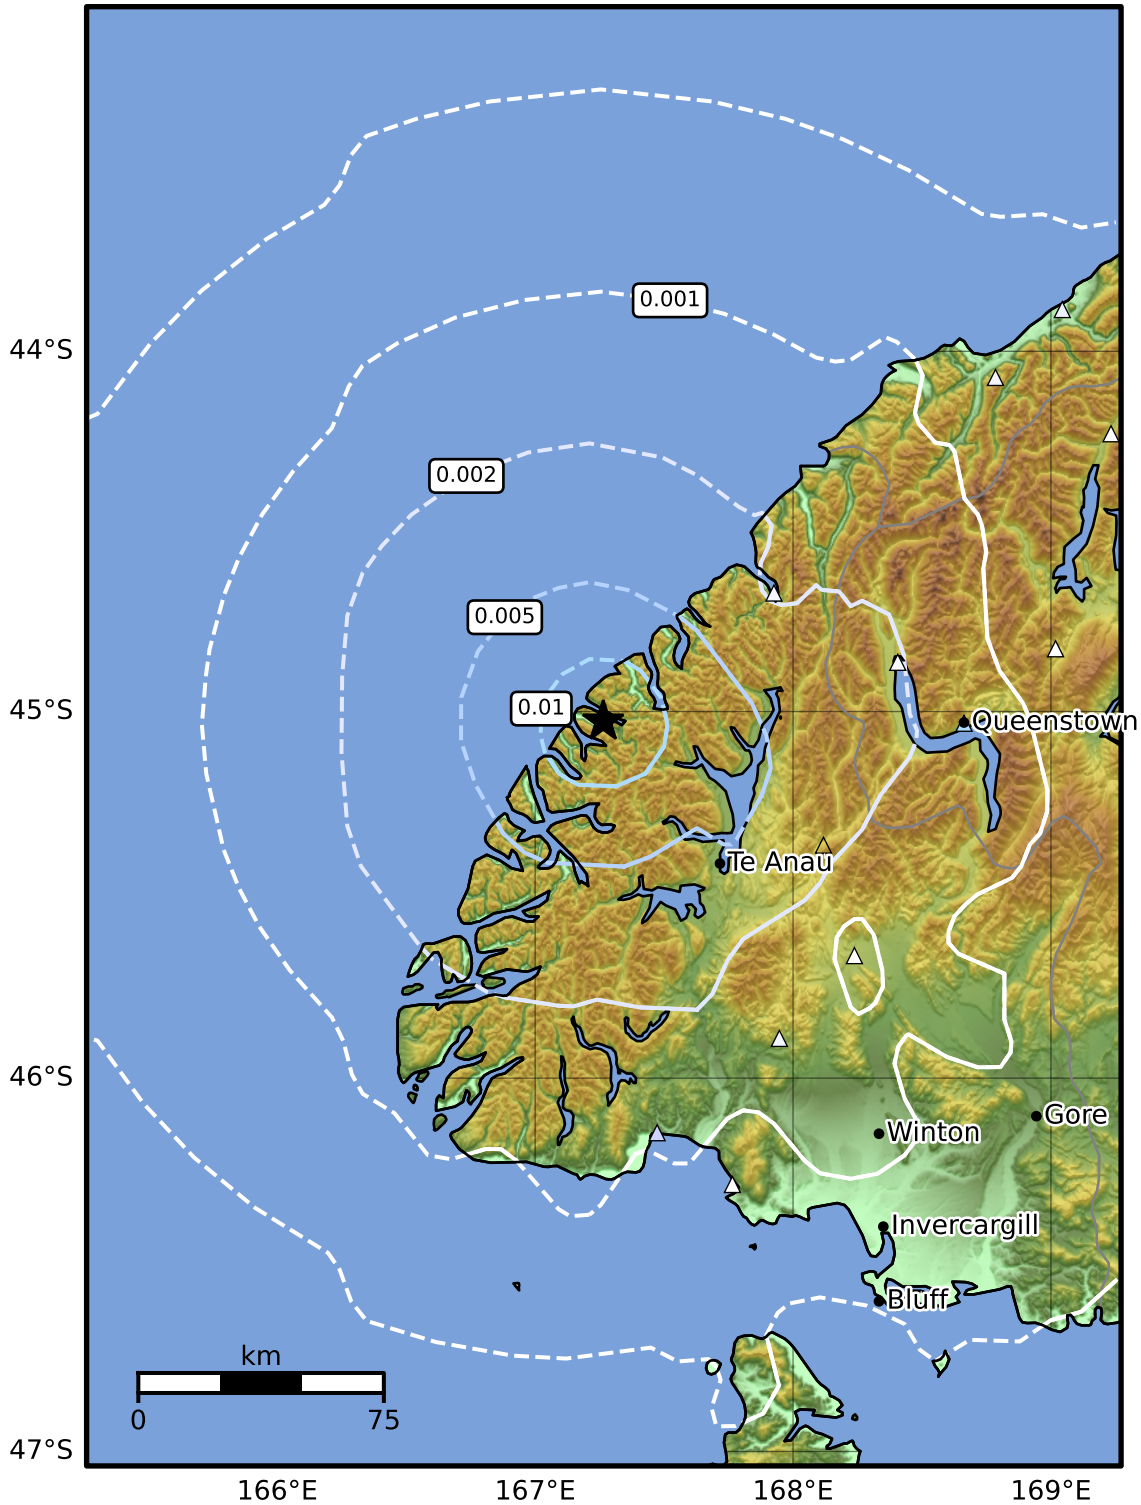 0.001
44°S
0.002
0.005
0.01
45°S
Queenstown
Te Anau
46°S
Gore
Winton
Invercargill
Bluff
km
0
75
47°S
166°E
167°E
168°E
169°E